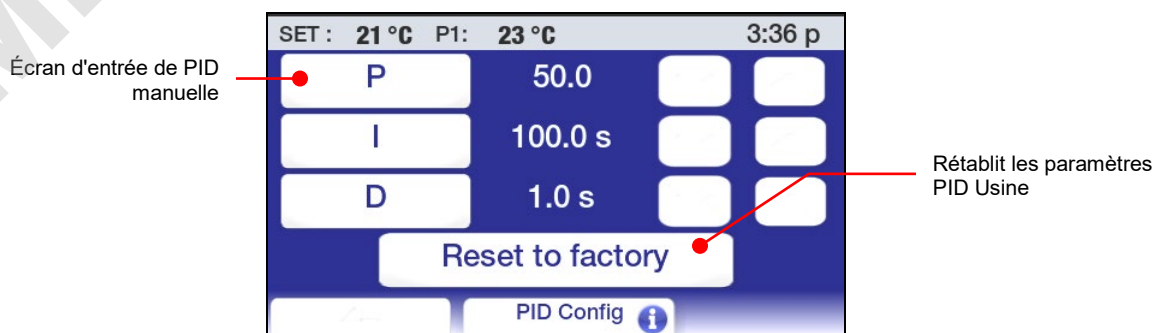 SET : 21 °C P1: 23 °C 3:36 p
Écran d'entrée de PID
manuelle
P 50.0
I 100.0 s
D 1.0 s
Rétablit les paramètres
PID Usine
Reset to factory
PID Config i